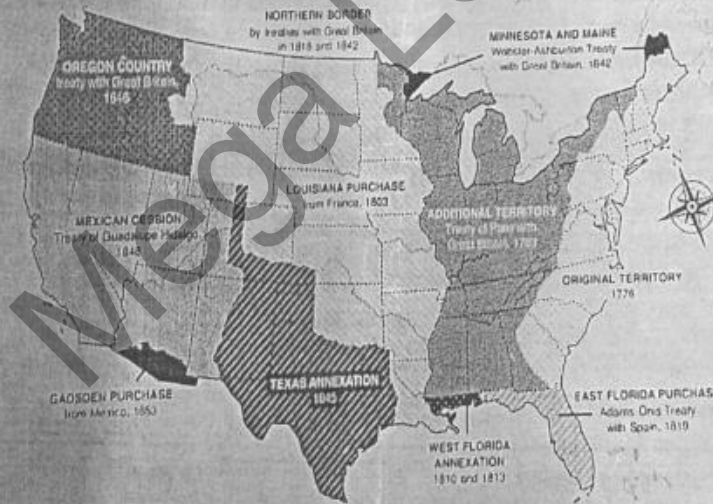 NORTHERN BORDER
by treaties with Great Britain
in 1818 and 1842
MINNESOTA AND MAINE
Webster-Ashburton Treaty
with Great Britain, 1842
OREGON COUNTRY
treaty with Great Britain,
1846
LOUISIANA PURCHASE
from France, 1803
MEXICAN CESSION
Treaty of Guadalupe Hidalgo,
1848
ADDITIONAL TERRITORY
Treaty of Paris with
Great Britain, 1783
ORIGINAL TERRITORY
1776
GADSDEN PURCHASE
from Mexico, 1853
TEXAS ANNEXATION
1845
EAST FLORIDA PURCHAS
Adams Onis Treaty
with Spain, 1819
WEST FLORIDA
ANNEXATION
1810 and 1813
Mega